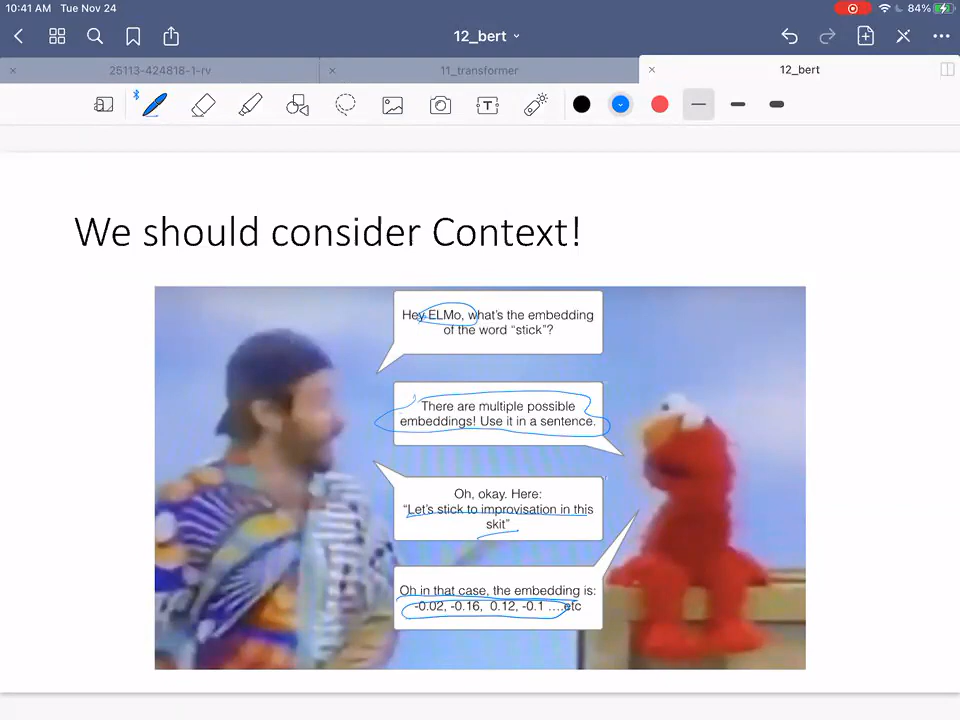 10:41 AM Tue Nov 24
84%
12_bert
25113-424818-1-rv
11_transformer
12_bert
T
We should consider Context!
Hey ELMo, what's the embedding
of the word "stick"?
There are multiple possible
embeddings! Use it in a sentence.
Oh, okay. Here:
"Let's stick to improvisation in this
skit"
Oh in that case, the embedding is:
-0.02, -0.16, 0.12, -0.1 ....etc